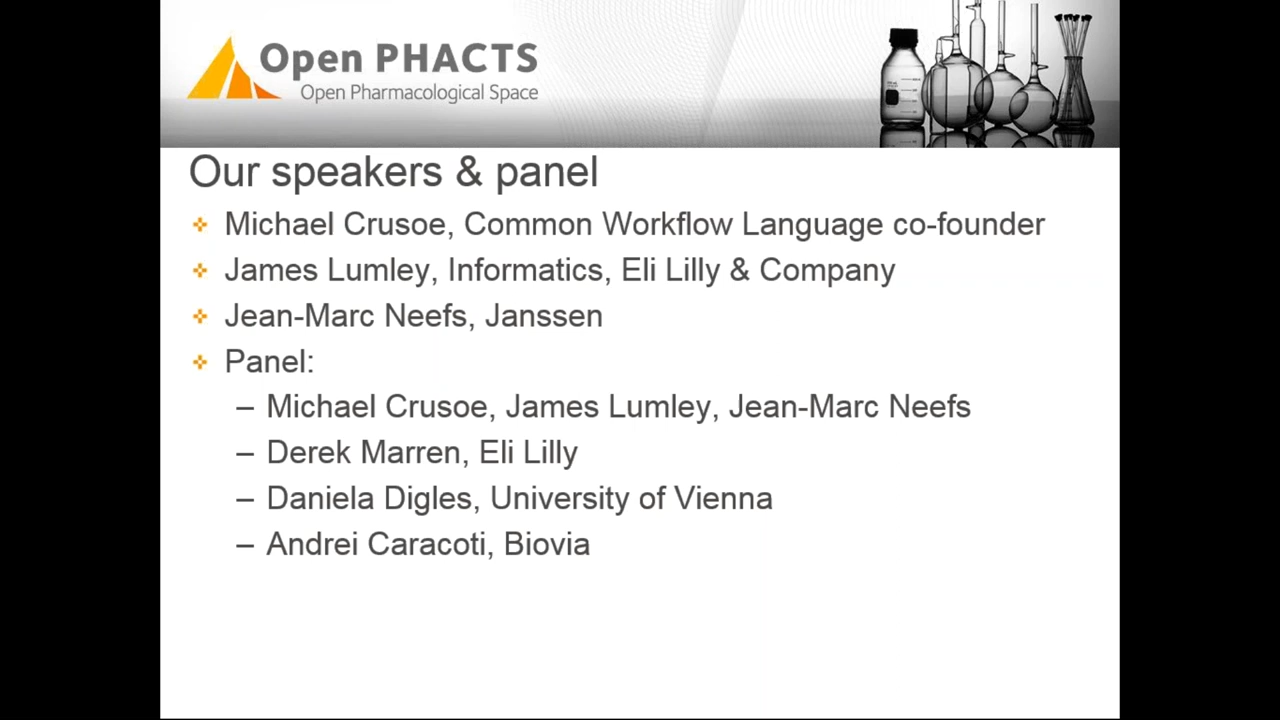 Open PHACTS
Open Pharmacological Space
Our speakers & panel
Michael Crusoe, Common Workflow Language co-founder
James Lumley, Informatics, Eli Lilly & Company
Jean-Marc Neefs, Janssen
Panel:
– Michael Crusoe, James Lumley, Jean-Marc Neefs
– Derek Marren, Eli Lilly
– Daniela Digles, University of Vienna
– Andrei Caracoti, Biovia